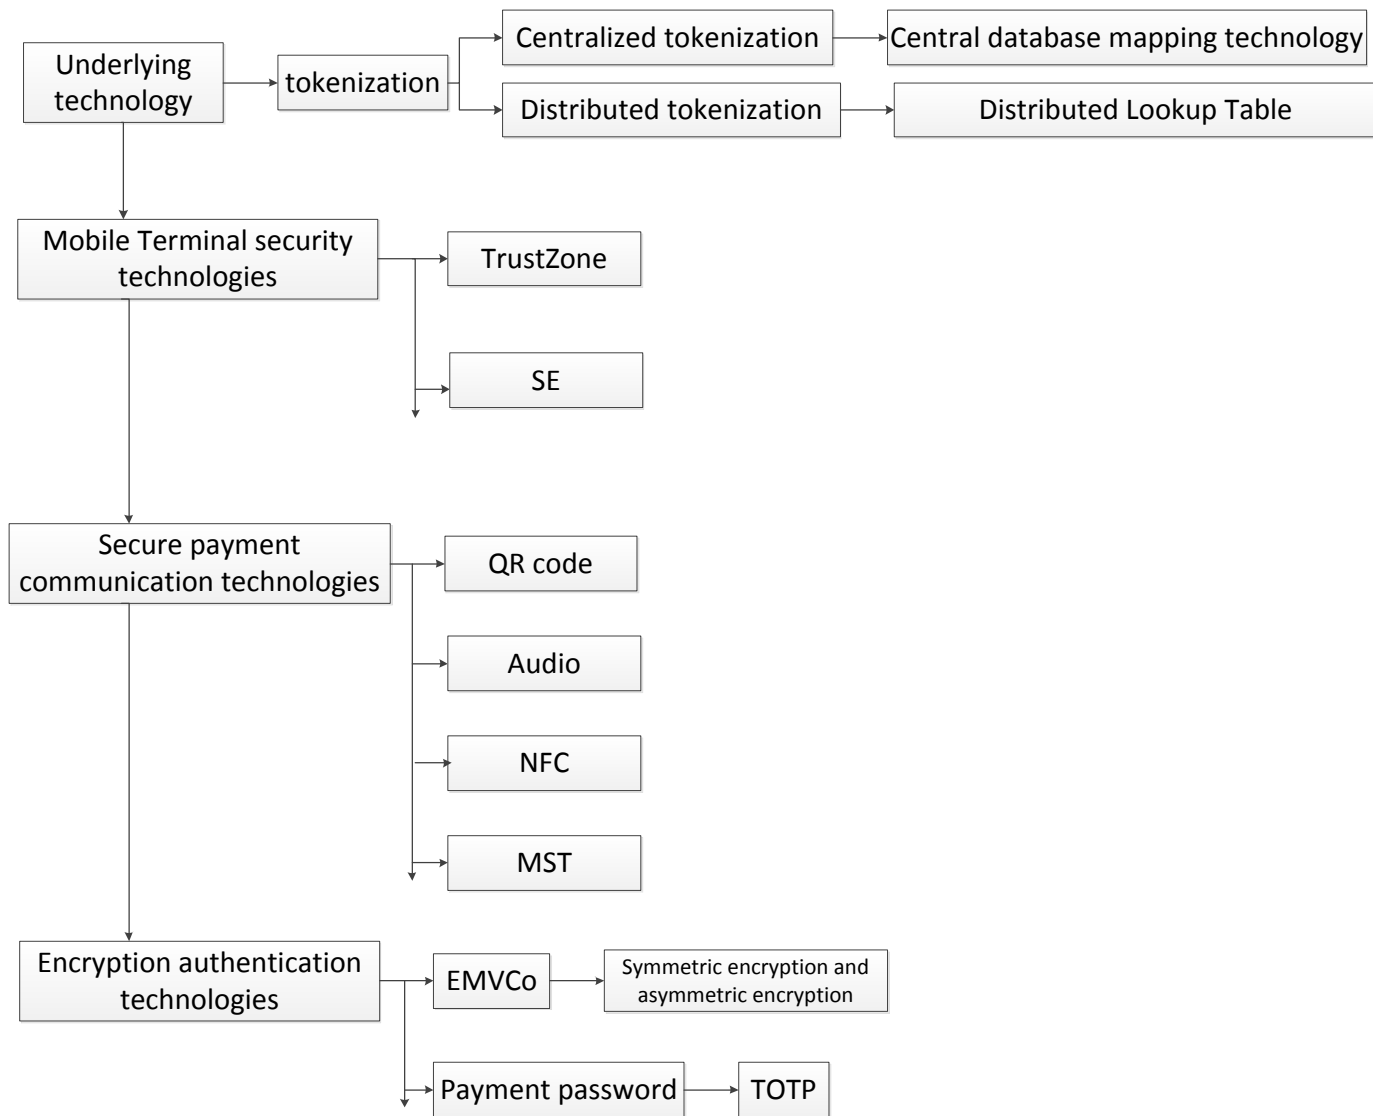 Underlying
technology
tokenization
Centralized tokenization
Central database mapping technology
Distributed tokenization
Distributed Lookup Table
Mobile Terminal security
technologies
TrustZone
SE
Secure payment
communication technologies
QR code
Audio
NFC
MST
Encryption authentication
technologies
EMVCo
Symmetric encryption and
asymmetric encryption
Payment password
TOTP